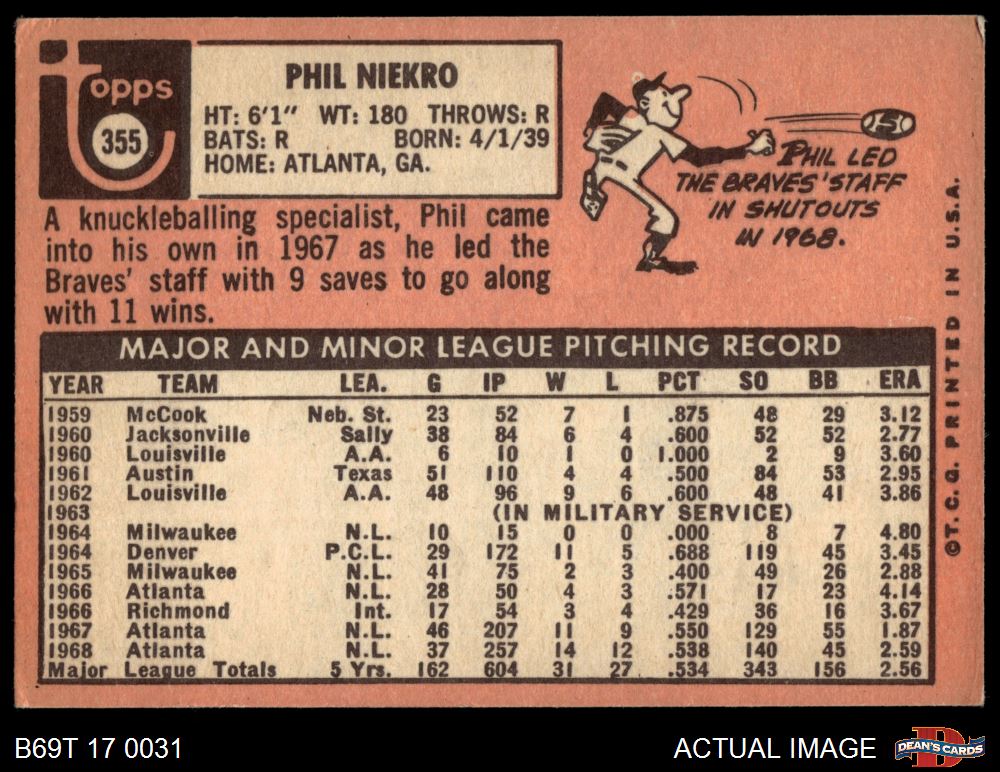 topps
355
PHIL NIEKRO
HT: 6'1" WT: 180 THROWS: R
BATS: R BORN: 4/1/39
HOME: ATLANTA, GA.
PHIL LED
THE BRAVES' STAFF
IN SHUTOUTS
IN 1968.
A knuckleballing specialist, Phil came
into his own in 1967 as he led the
Braves' staff with 9 saves to go along
with 11 wins.
MAJOR AND MINOR LEAGUE PITCHING RECORD
YEAR TEAM LEA. G IP W L PCT SO BB ERA
1959 McCook Neb. St. 23 52 7 1 .875 48 29 3.12
1960 Jacksonville Sally 38 84 6 4 .600 52 52 2.77
1960 Louisville A.A. 6 10 1 0 1.000 2 9 3.60
1961 Austin Texas 51 110 4 4 .500 84 53 2.95
1962 Louisville A.A. 48 96 9 6 .600 48 41 3.86
1963 (IN MILITARY SERVICE)
1964 Milwaukee N.L. 10 15 0 0 .000 8 7 4.80
1964 Denver P.C.L. 29 172 11 5 .688 119 45 3.45
1965 Milwaukee N.L. 41 75 2 3 .400 49 26 2.88
1966 Atlanta N.L. 28 50 4 3 .571 17 23 4.14
1966 Richmond Int. 17 54 3 4 .429 36 16 3.67
1967 Atlanta N.L. 46 207 11 9 .550 129 55 1.87
1968 Atlanta N.L. 37 257 14 12 .538 140 45 2.59
Major League Totals 5 Yrs. 162 604 31 27 .534 343 156 2.56
©T.C.G. PRINTED IN U.S.A.
B69T 17 0031
ACTUAL IMAGE
DEAN'S CARDS